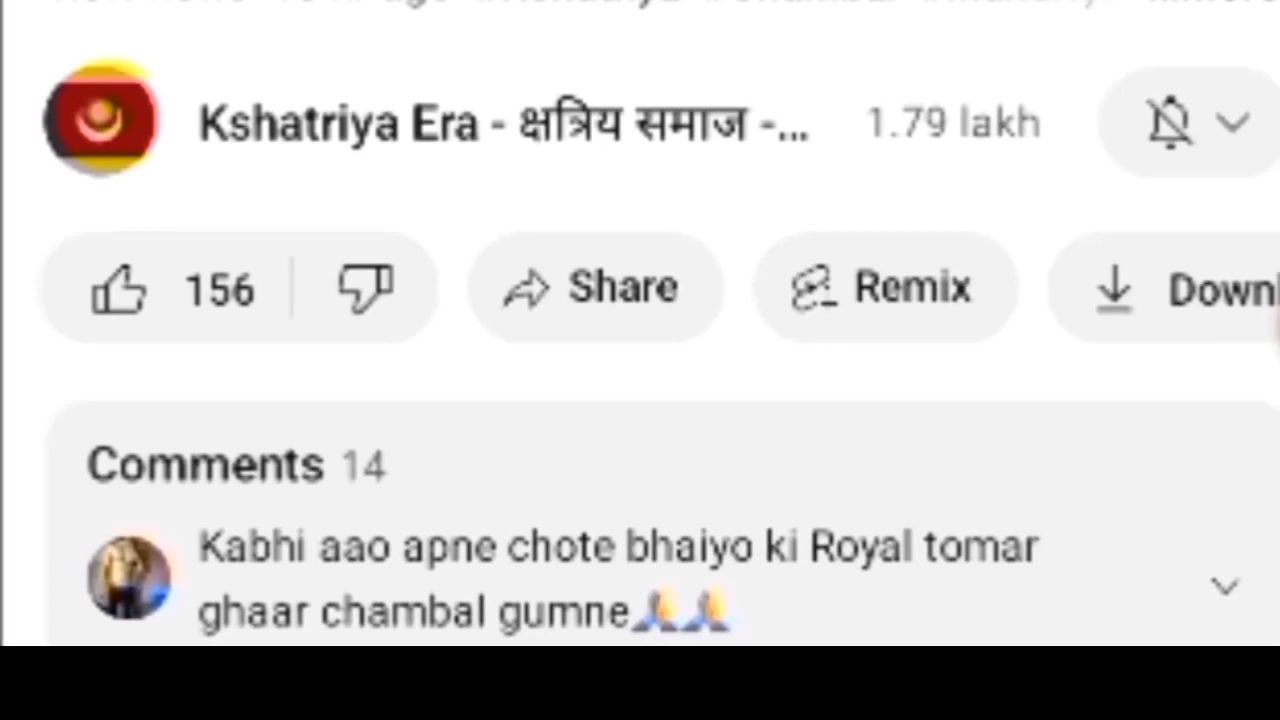 Kshatriya Era - क्षत्रिय समाज -... 1.79 lakh
156 Share Remix Downl
Comments 14
Kabhi aao apne chote bhaiyo ki Royal tomar
ghaar chambal gumne🙏🙏